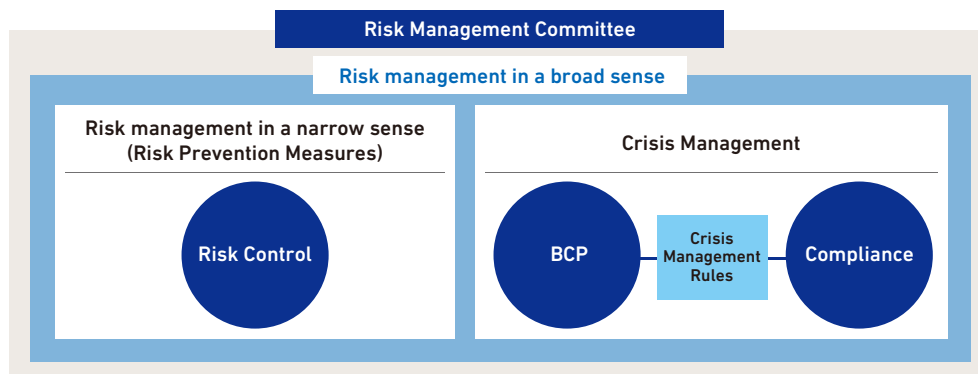 Risk Management Committee
Risk management in a broad sense
Risk management in a narrow sense
(Risk Prevention Measures)
Risk Control
Crisis Management
BCP
Crisis
Management
Rules
Compliance